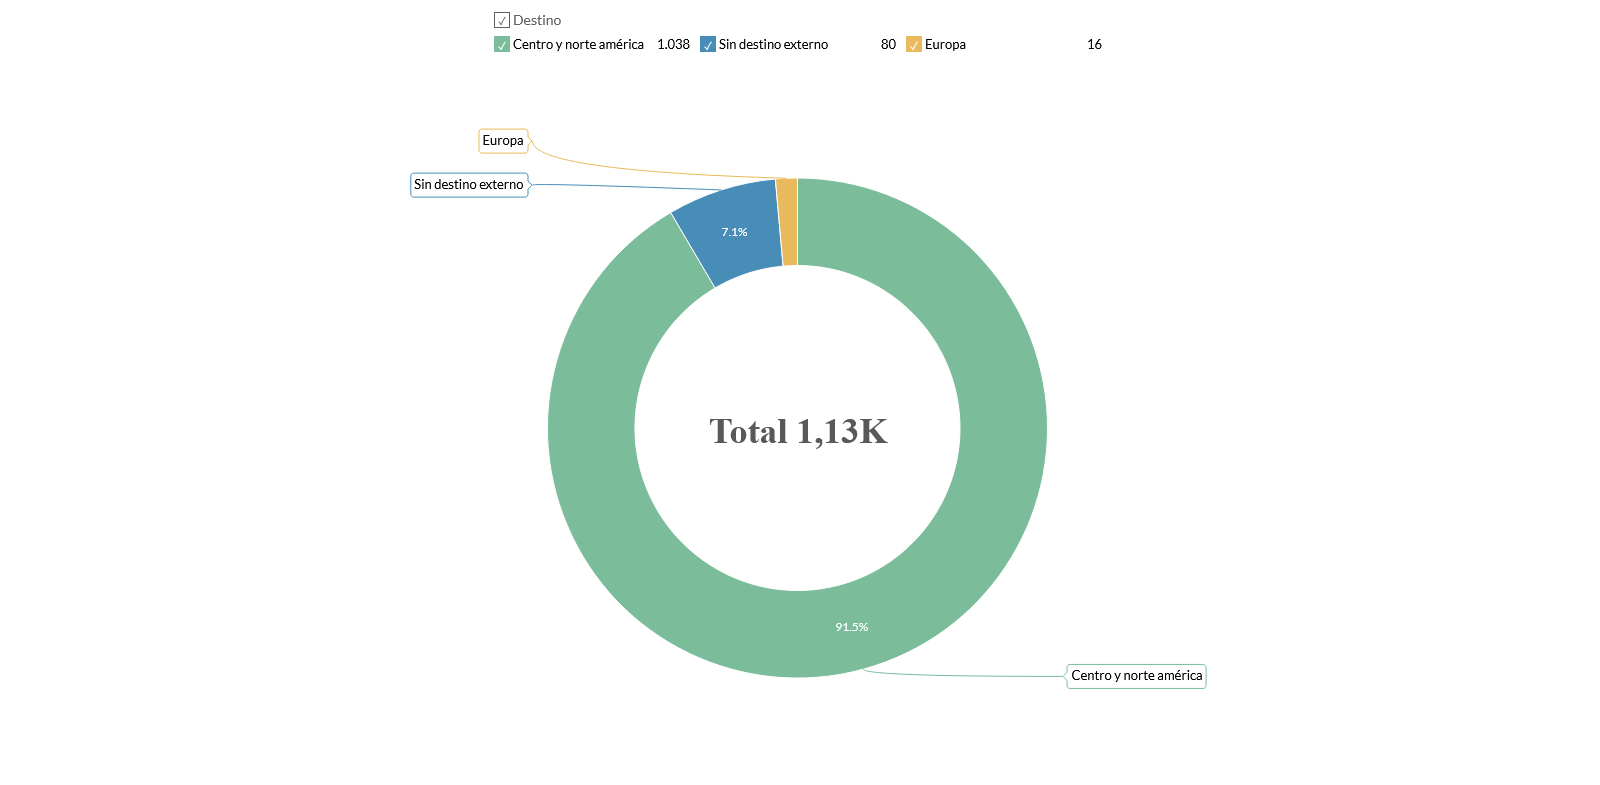 Destino
Centro y norte américa 1.038 Sin destino externo 80 Europa 16
Europa
Sin destino externo
7.1%
Total 1,13K
91.5%
Centro y norte américa